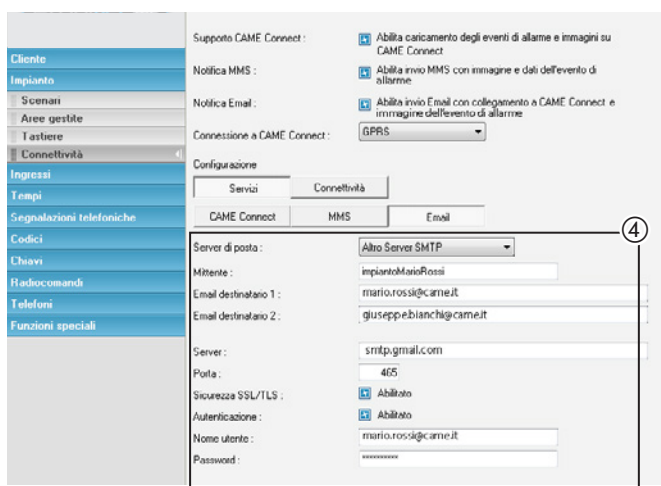 Cliente
Impianto
Scenari
Aree gestite
Tastiere
Connettività
Ingressi
Tempi
Segnalazioni telefoniche
Codici
Chiavi
Radiocomandi
Telefoni
Funzioni speciali
Supporto CAME Connect :
Abilita caricamento degli eventi di allarme e immagini su
CAME Connect
Notifica MMS :
Abilita invio MMS con immagine e dati dell'evento di
allarme
Notifica Email :
Abilita invio Email con collegamento a CAME Connect e
immagine dell'evento di allarme
Connessione a CAME Connect :
GPRS
Configurazione
Servizi
Connettività
CAME Connect
MMS
Email
4
Server di posta :
Altro Server SMTP
Mittente :
impiantoMarioRossi
Email destinatario 1 :
mario.rossi@came.it
Email destinatario 2 :
giuseppe.bianchi@came.it
Server :
smtp.gmail.com
Porta :
465
Sicurezza SSL/TLS :
Abilitato
Autenticazione :
Abilitato
Nome utente :
mario.rossi@came.it
Password :
**********